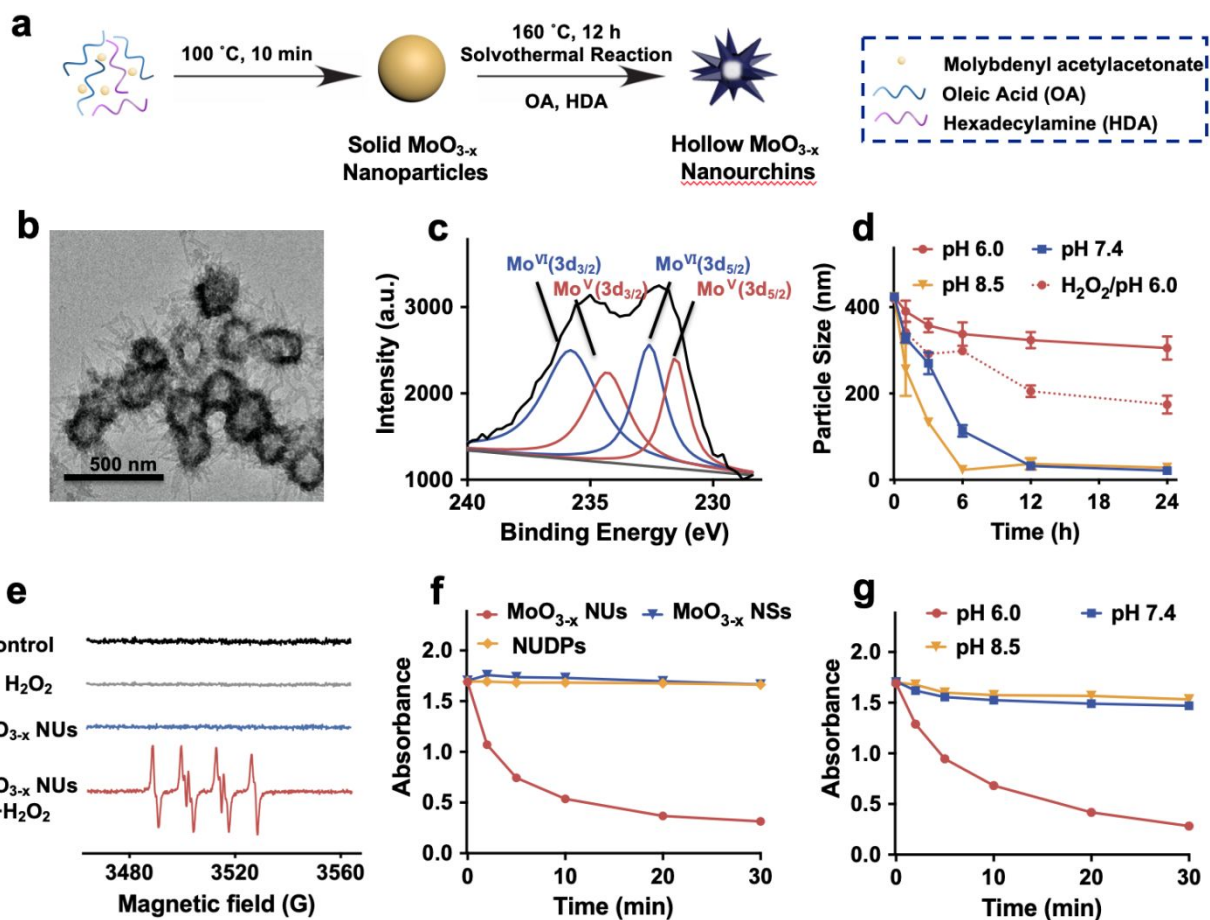 a
100 ˚C, 10 min
160 ˚C, 12 h
Solvothermal Reaction
OA, HDA
Solid MoO3-x
Nanoparticles
Hollow MoO3-x
Nanourchins
Molybdenyl acetylacetonate
Oleic Acid (OA)
Hexadecylamine (HDA)
b
500 nm
c
MoVI(3d3/2)
MoV(3d3/2)
MoVI(3d5/2)
MoV(3d5/2)
Intensity (a.u.)
3000
2000
1000
240
235
230
Binding Energy (eV)
d
pH 6.0
pH 7.4
pH 8.5
H2O2/pH 6.0
Particle Size (nm)
400
200
0
0
6
12
18
24
Time (h)
e
ontrol
H2O2
O3-x NUs
O3-x NUs
+H2O2
3480
3520
3560
Magnetic field (G)
f
MoO3-x NUs
MoO3-x NSs
NUDPs
Absorbance
2.0
1.5
1.0
0.5
0.0
0
10
20
30
Time (min)
g
pH 6.0
pH 7.4
pH 8.5
Absorbance
2.0
1.5
1.0
0.5
0.0
0
10
20
30
Time (min)